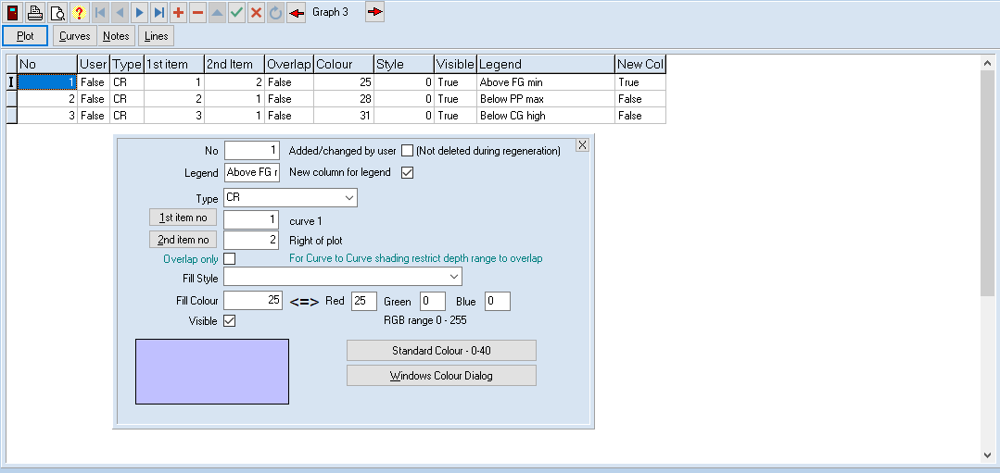 Graph 3
Plot Curves Notes Lines
No User Type 1st item 2nd Item Overlap Colour Style Visible Legend New Col
1 False CR 1 2 False 25 0 True Above FG min True
2 False CR 2 1 False 28 0 True Below PP max False
3 False CR 3 1 False 31 0 True Below CG high False
No 1 Added/changed by user (Not deleted during regeneration)
Legend Above FG r New column for legend
Type CR
1st item no 1 curve 1
2nd item no 2 Right of plot
Overlap only For Curve to Curve shading restrict depth range to overlap
Fill Style
Fill Colour 25 <=> Red 25 Green 0 Blue 0
Visible RGB range 0 - 255
Standard Colour - 0-40
Windows Colour Dialog